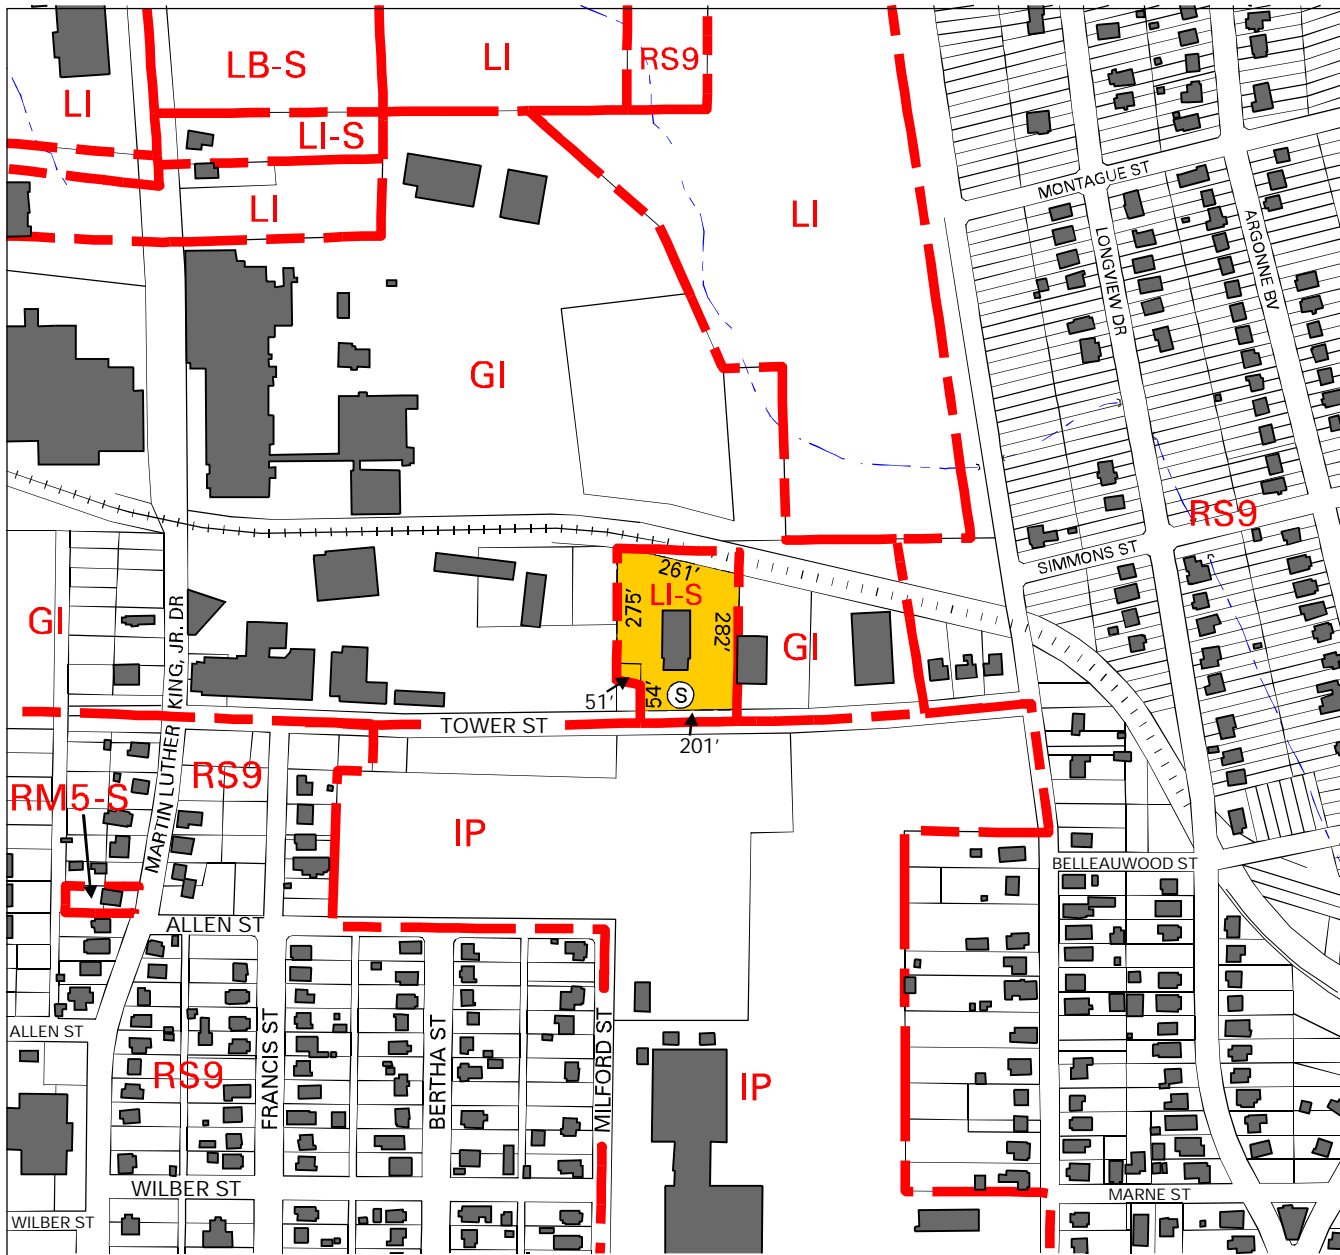 LB-S
LI
RS9
LI
LI-S
LI
LI
MONTAGUE ST
LONGVIEW DR
ARGONNE BV
GI
RS9
SIMMONS ST
261'
LI-S
275'
282'
GI
GI
MARTIN LUTHER KING, JR. DR
51'
54'
S
201'
TOWER ST
RS9
RM5-S
IP
BELLEAUWOOD ST
ALLEN ST
ALLEN ST
FRANCIS ST
BERTHA ST
MILFORD ST
RS9
IP
WILBER ST
MARNE ST
WILBER ST